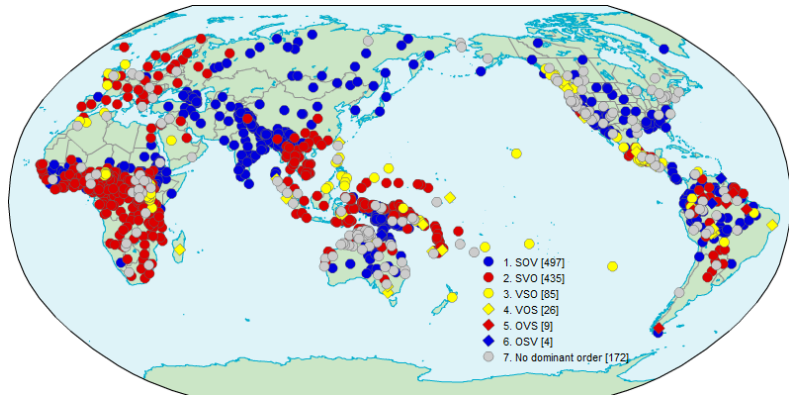 1. SOV [497]
2. SVO [435]
3. VSO [85]
4. VOS [26]
5. OVS [9]
6. OSV [4]
7. No dominant order [172]